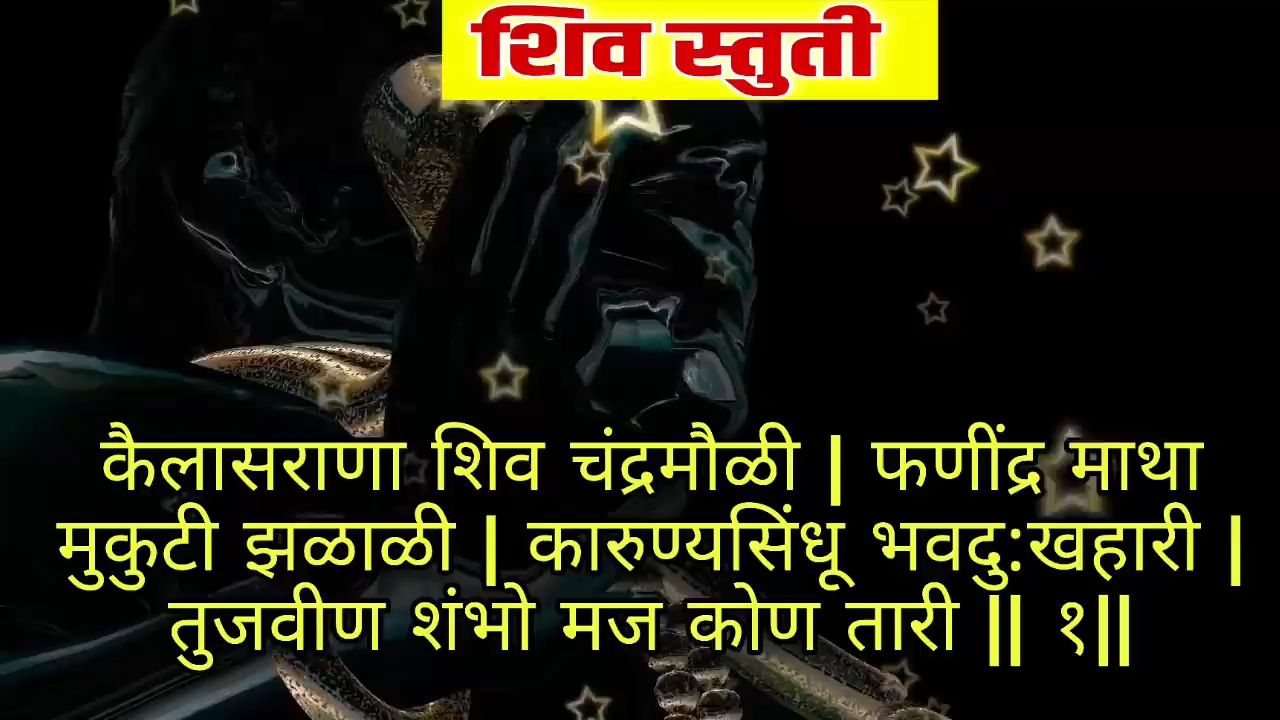 शिव स्तुती
कैलासराणा शिव चंद्रमौळी | फणींद्र माथा
मुकुटी झळाळी | कारुण्यसिंधू भवदु:खहारी |
तुजवीण शंभो मज कोण तारी || १||